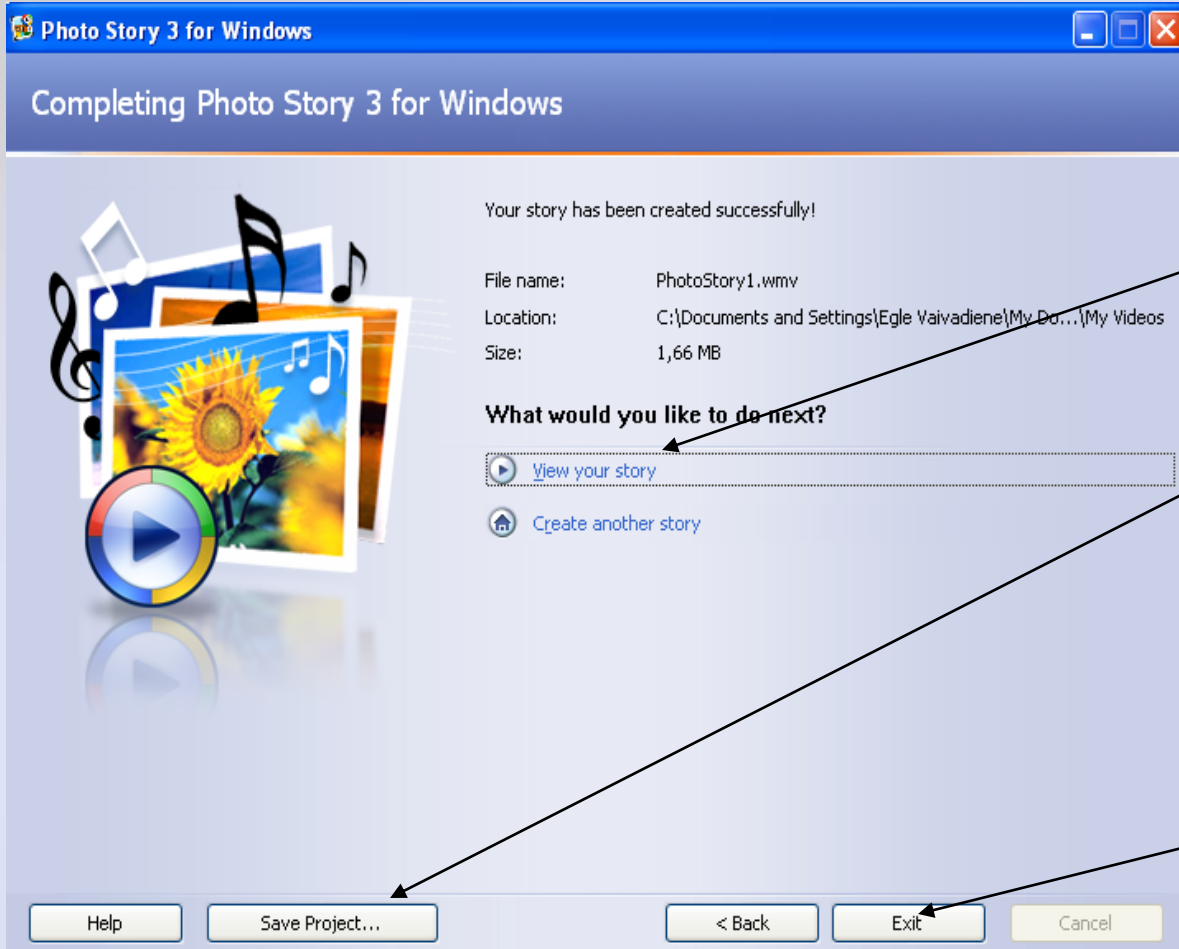 Photo Story 3 for Windows
Completing Photo Story 3 for Windows
Your story has been created successfully!
File name: PhotoStory1.wmv
Location: C:\Documents and Settings\Egle Vaivadiene\My Do...\My Videos
Size: 1,66 MB
What would you like to do next?
View your story
Create another story
Help Save Project... < Back Exit Cancel